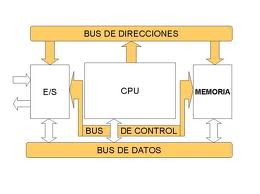 BUS DE DIRECCIONES
E/S
CPU
MEMORIA
BUS DE CONTROL
BUS DE DATOS